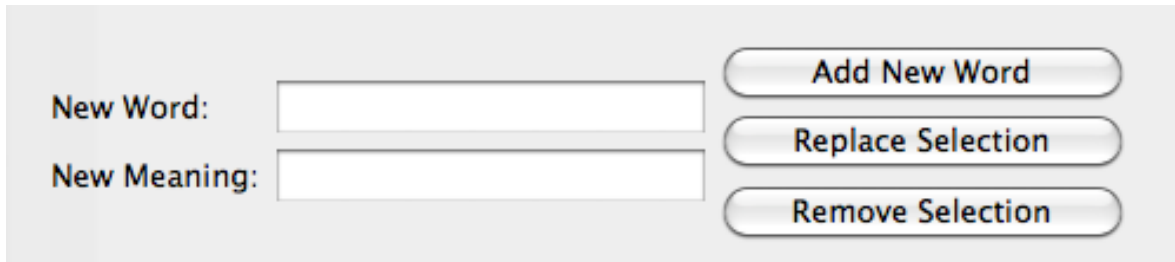 Add New Word
New Word:
Replace Selection
New Meaning:
Remove Selection